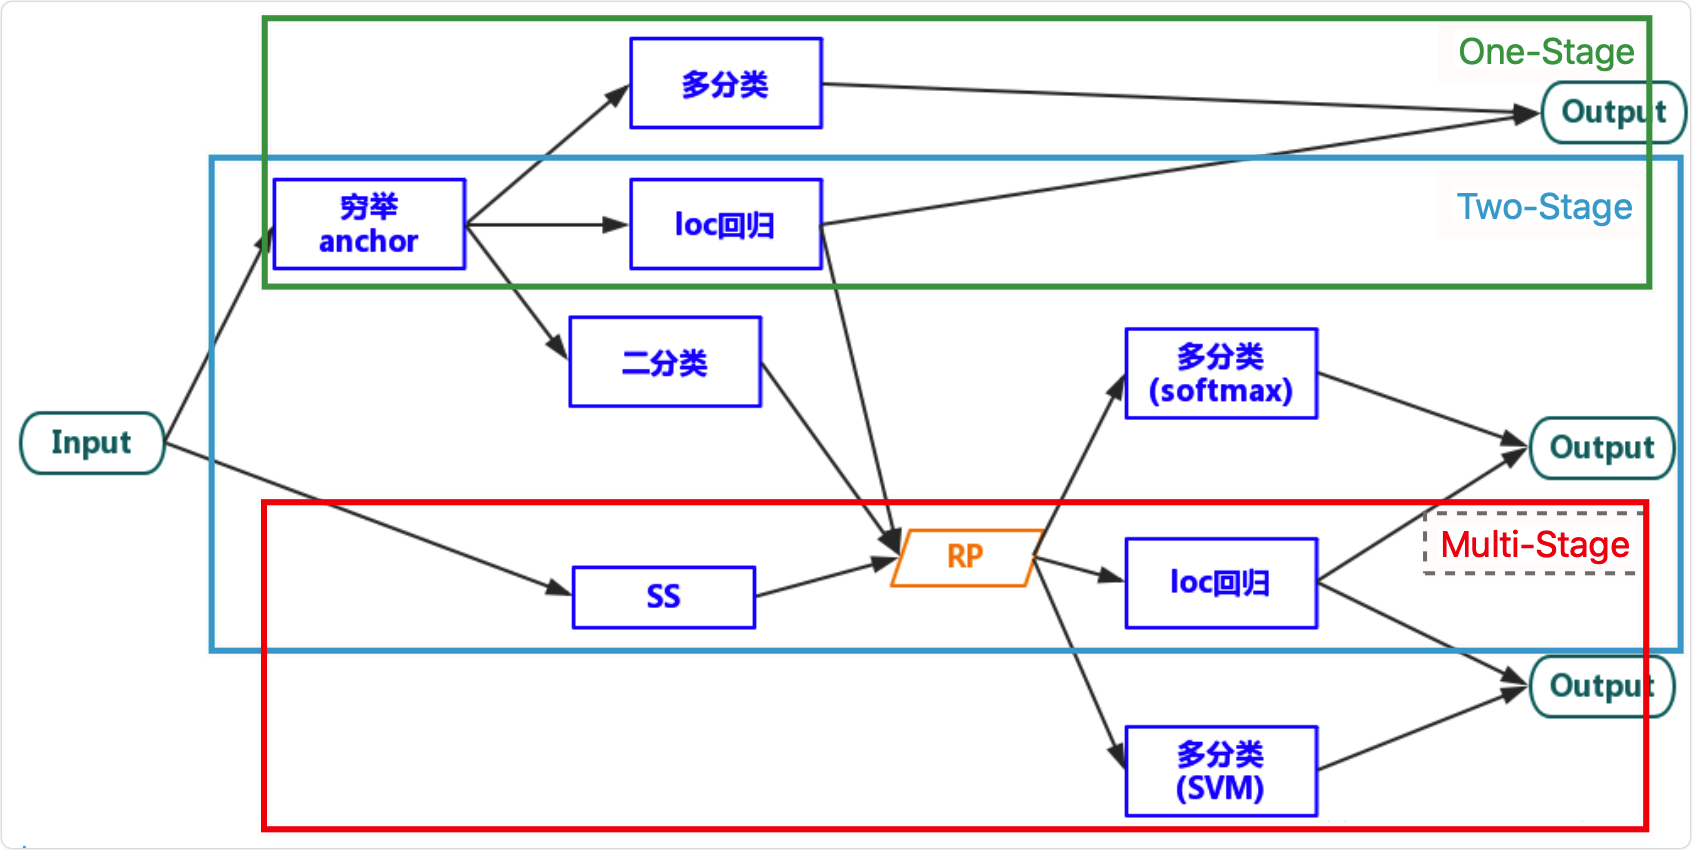 One-Stage
多分类
Output
Two-Stage
穷举
anchor
loc回归
二分类
多分类
(softmax)
Input
Output
Multi-Stage
RP
SS
loc回归
Output
多分类
(SVM)